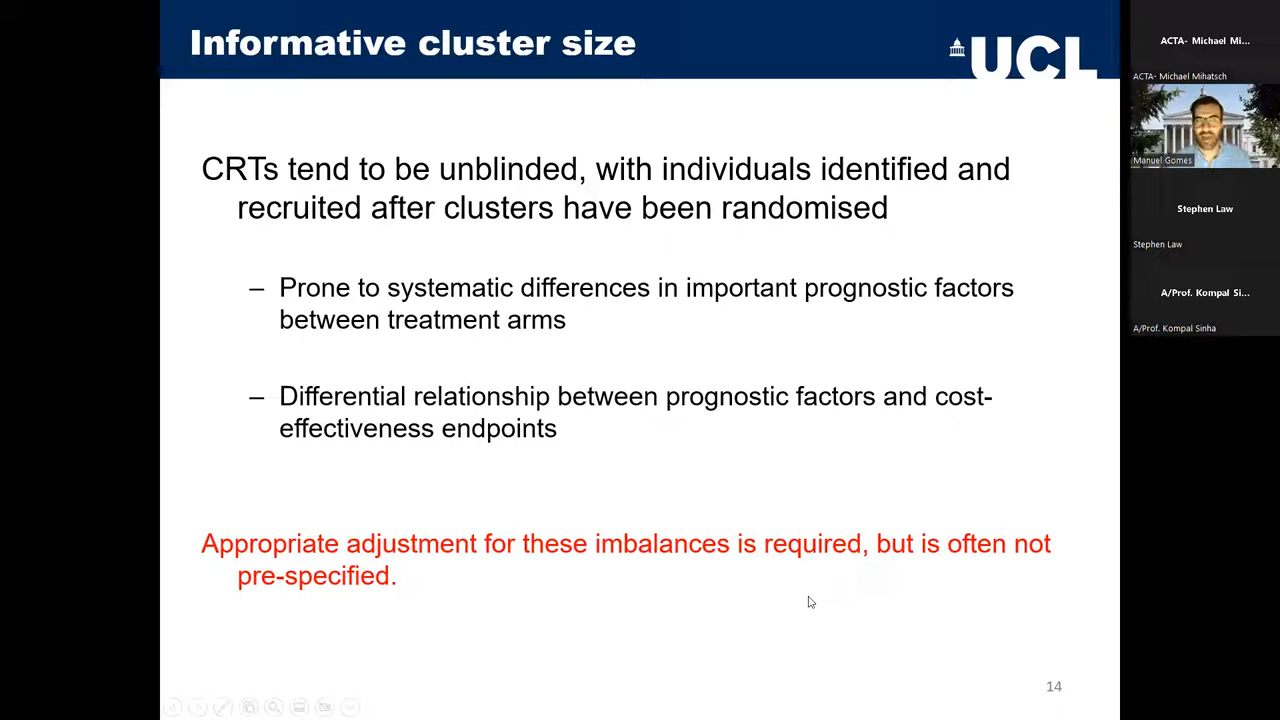 Informative cluster size
UCL
CRTs tend to be unblinded, with individuals identified and
recruited after clusters have been randomised
– Prone to systematic differences in important prognostic factors
between treatment arms
– Differential relationship between prognostic factors and cost-
effectiveness endpoints
Appropriate adjustment for these imbalances is required, but is often not
pre-specified.
14
ACTA- Michael Mi...
ACTA- Michael Mihatsch
Manuel Gomes
Stephen Law
Stephen Law
A/Prof. Kompal Si...
A/Prof. Kompal Sinha